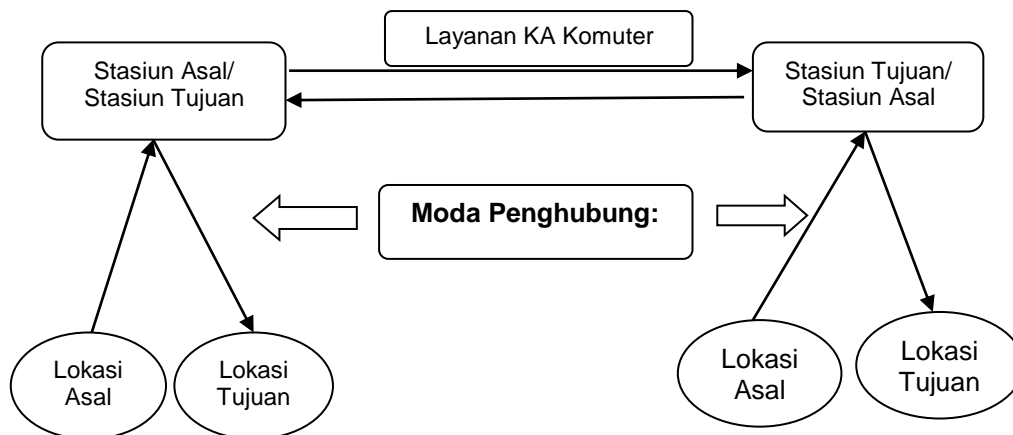 Layanan KA Komuter
Stasiun Asal/
Stasiun Tujuan
Stasiun Tujuan/
Stasiun Asal
Moda Penghubung:
Lokasi
Asal
Lokasi
Tujuan
Lokasi
Asal
Lokasi
Tujuan